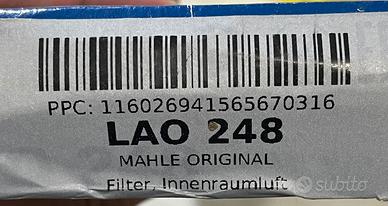 PPC: 116026941565670316
LAO 248
MAHLE ORIGINAL
Filter, Innenraumluft
subito